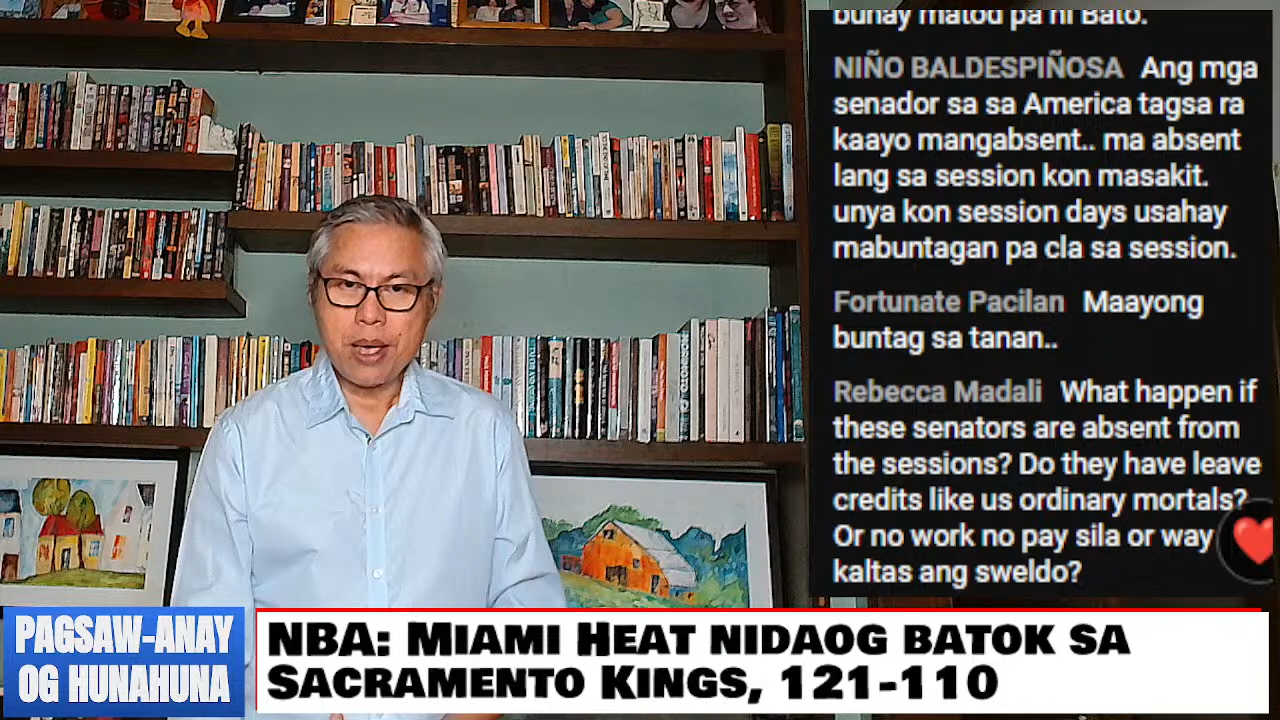 buhay matod pa ni Bato.
NIÑO BALDESPIÑOSA Ang mga
senador sa sa America tagsa ra
kaayo mangabsent.. ma absent
lang sa session kon masakit.
unya kon session days usahay
mabuntagan pa cla sa session.
Fortunate Pacilan Maayong
buntag sa tanan..
Rebecca Madali What happen if
these senators are absent from
the sessions? Do they have leave
credits like us ordinary mortals?
Or no work no pay sila or way
kaltas ang sweldo?
PAGSAW-ANAY
OG HUNAHUNA
NBA: MIAMI HEAT NIDAOG BATOK SA
SACRAMENTO KINGS, 121-110